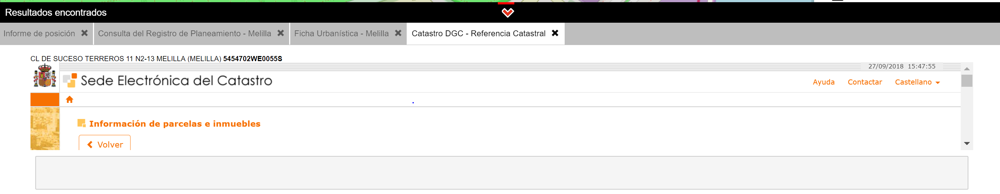 Resultados encontrados
Informe de posición ✖ Consulta del Registro de Planeamiento - Melilla ✖ Ficha Urbanística - Melilla ✖ Catastro DGC - Referencia Catastral ✖
CL DE SUCESO TERREROS 11 N2-13 MELILLA (MELILLA) 5454702WE0055S
27/09/2018 15:47:55
Sede Electrónica del Catastro
Ayuda Contactar Castellano
Información de parcelas e inmuebles
Volver